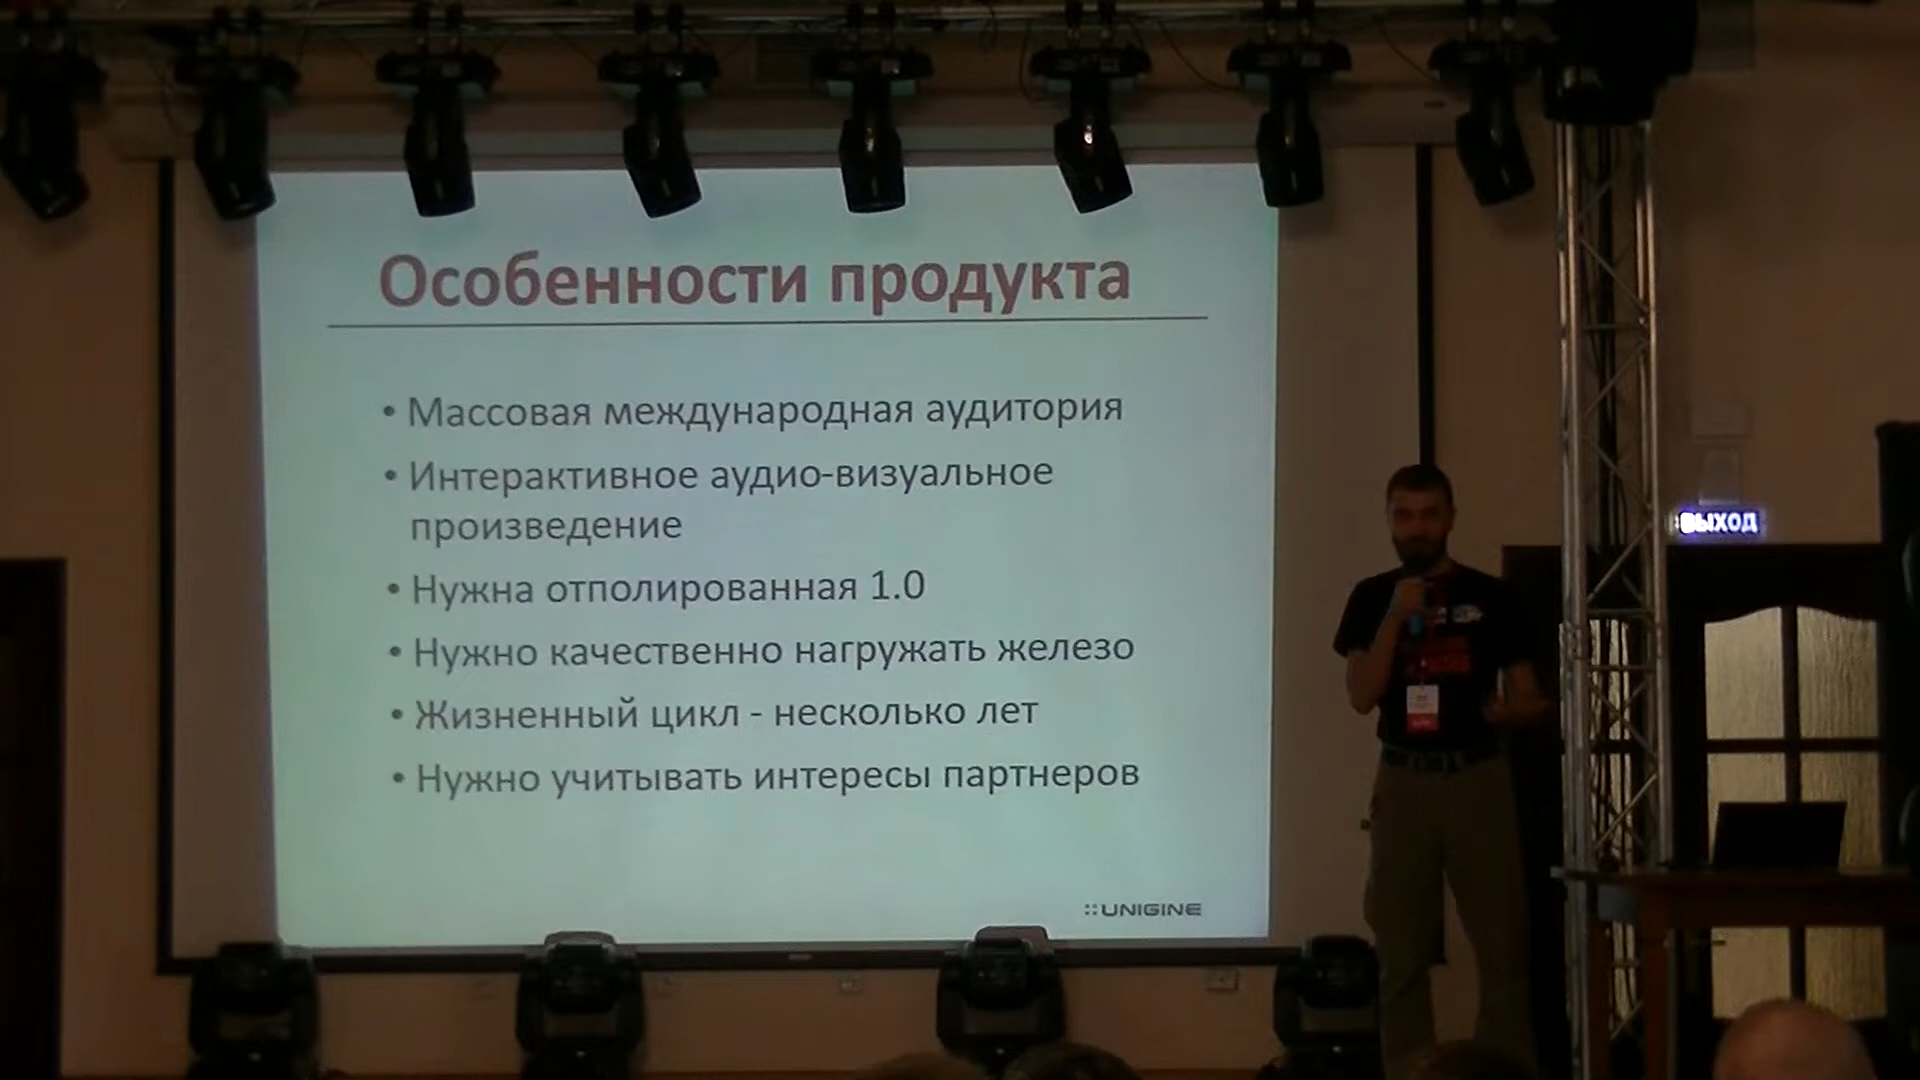 Особенности продукта
• Массовая международная аудитория
• Интерактивное аудио-визуальное
произведение
• Нужна отполированная 1.0
• Нужно качественно нагружать железо
• Жизненный цикл - несколько лет
• Нужно учитывать интересы партнеров
UNIGINE
ВЫХОД